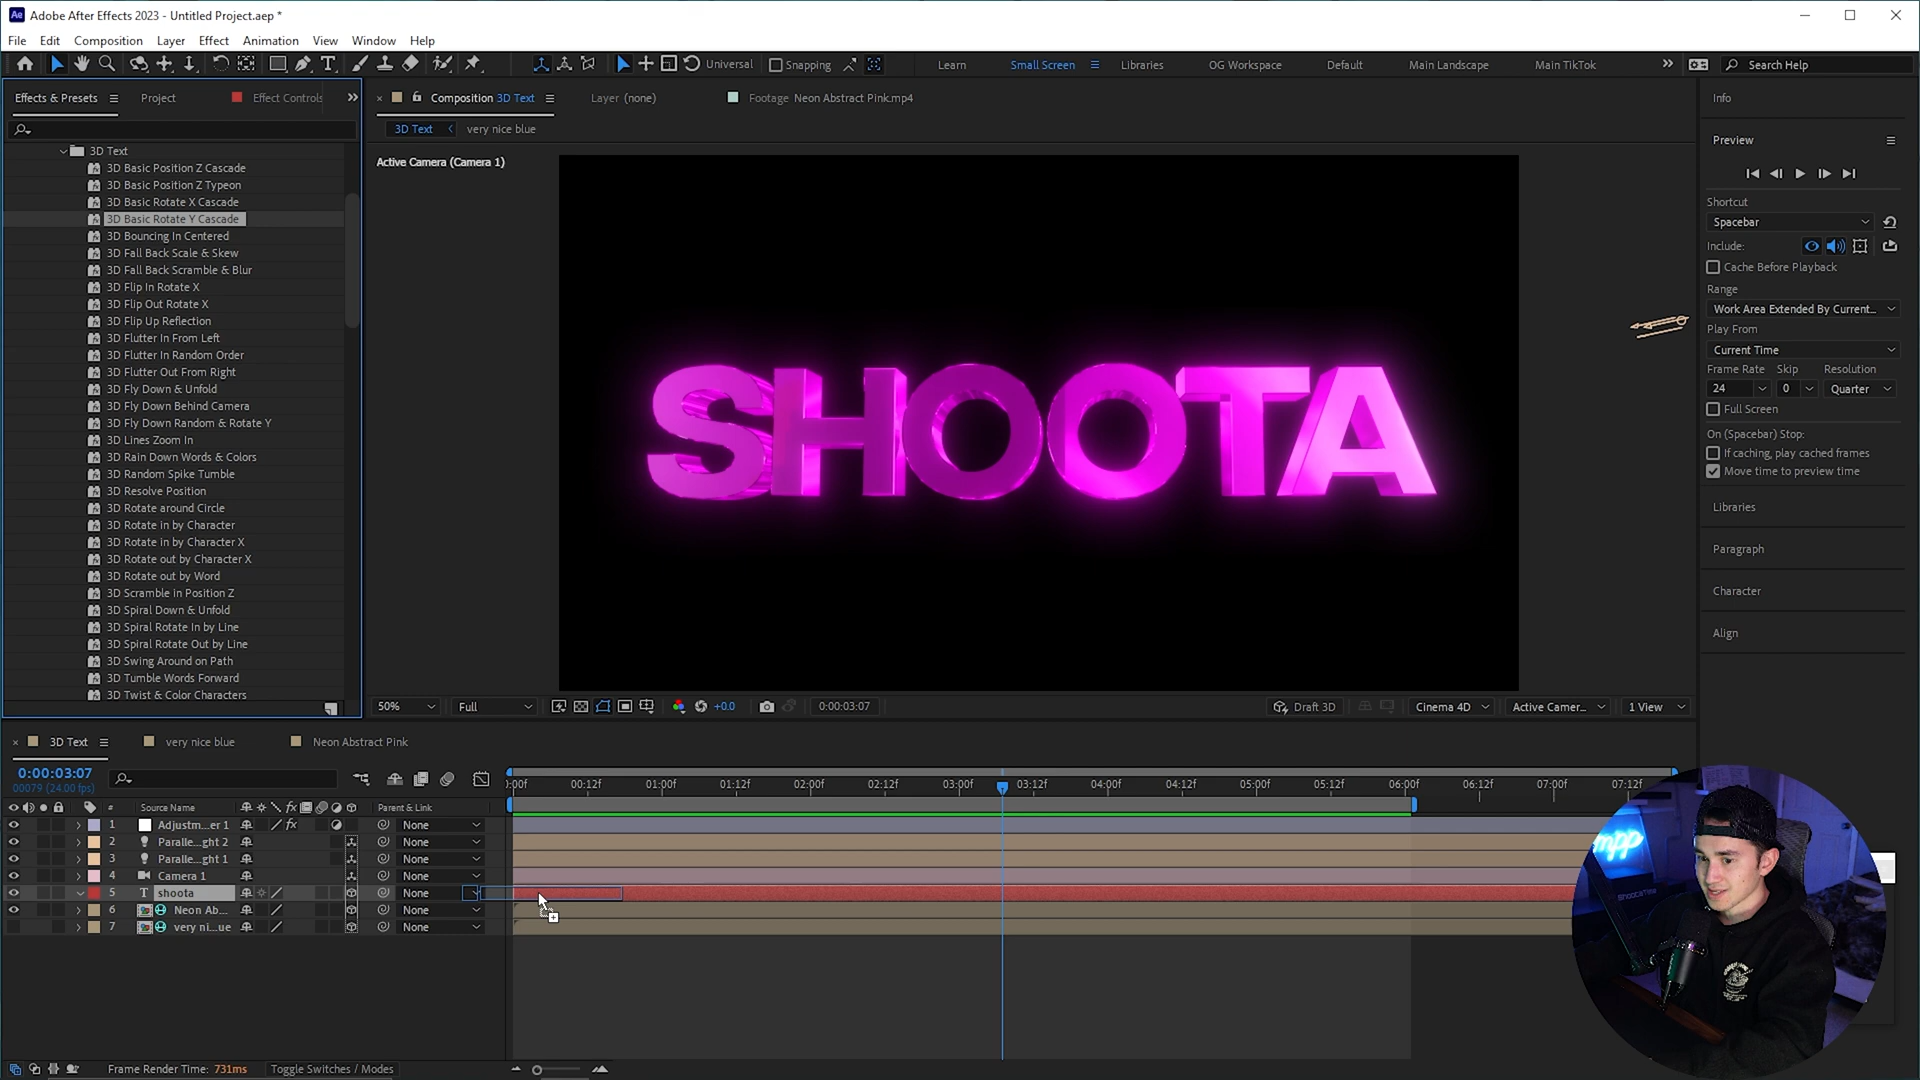 Adobe After Effects 2023 - Untitled Project.aep *
File Edit Composition Layer Effect Animation View Window Help
Universal Snapping Learn Small Screen Libraries OG Workspace Default Main Landscape Main TikTok Search Help
Effects & Presets Project Effect Controls
Composition 3D Text Layer (none) Footage Neon Abstract Pink.mp4
3D Text very nice blue
Active Camera (Camera 1)
3D Text
3D Basic Position Z Cascade
3D Basic Position Z Typeon
3D Basic Rotate X Cascade
3D Basic Rotate Y Cascade
3D Bouncing In Centered
3D Fall Back Scale & Skew
3D Fall Back Scramble & Blur
3D Flip In Rotate X
3D Flip Out Rotate X
3D Flip Up Reflection
3D Flutter In From Left
3D Flutter In Random Order
3D Flutter Out From Right
3D Fly Down & Unfold
3D Fly Down Behind Camera
3D Fly Down Random & Rotate Y
3D Lines Zoom In
3D Rain Down Words & Colors
3D Random Spike Tumble
3D Resolve Position
3D Rotate around Circle
3D Rotate in by Character
3D Rotate in by Character X
3D Rotate out by Character X
3D Rotate out by Word
3D Scramble in Position Z
3D Spiral Down & Unfold
3D Spiral Rotate In by Line
3D Spiral Rotate Out by Line
3D Swing Around on Path
3D Tumble Words Forward
3D Twist & Color Characters
SHOOTA
Info
Preview
Shortcut
Spacebar
Include:
Cache Before Playback
Range
Work Area Extended By Current...
Play From
Current Time
Frame Rate Skip Resolution
24 0 Quarter
Full Screen
On (Spacebar) Stop:
If caching, play cached frames
Move time to preview time
Libraries
Paragraph
Character
Align
50% Full +0.0 0:00:03:07 Draft 3D Cinema 4D Active Camer... 1 View
3D Text very nice blue Neon Abstract Pink
0:00:03:07
00079 (24.00 fps)
:00f 00:12f 01:00f 01:12f 02:00f 02:12f 03:00f 03:12f 04:00f 04:12f 05:00f 05:12f 06:00f 06:12f 07:00f 07:12f
# Source Name fx Parent & Link
1 Adjustm...er 1 fx None
2 Paralle...ght 2 None
3 Paralle...ght 1 None
4 Camera 1 None
5 T shoota None
6 Neon Ab... None
7 very ni...ue None
Frame Render Time: 731ms Toggle Switches / Modes